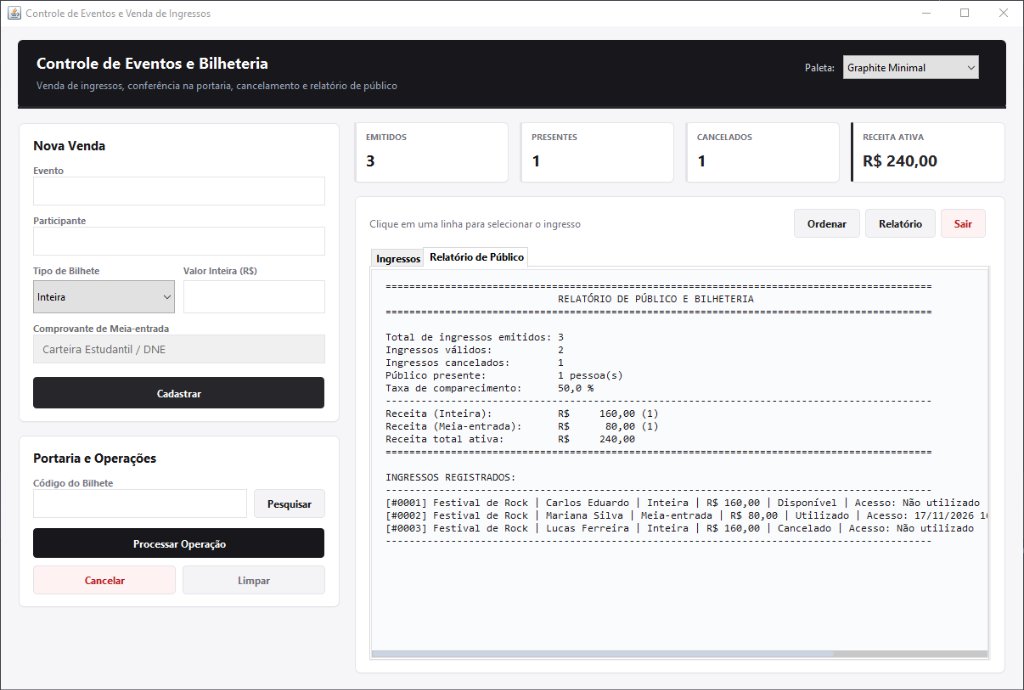 Controle de Eventos e Venda de Ingressos
Controle de Eventos e Bilheteria
Venda de ingressos, conferência na portaria, cancelamento e relatório de público
Paleta:
Graphite Minimal
Nova Venda
Evento
Participante
Tipo de Bilhete
Valor Inteira (R$)
Inteira
Comprovante de Meia-entrada
Carteira Estudantil / DNE
Cadastrar
Portaria e Operações
Código do Bilhete
Pesquisar
Processar Operação
Cancelar
Limpar
EMITIDOS
3
PRESENTES
1
CANCELADOS
1
RECEITA ATIVA
R$ 240,00
Clique em uma linha para selecionar o ingresso
Ordenar
Relatório
Sair
Ingressos
Relatório de Público
==============================================================================================
RELATÓRIO DE PÚBLICO E BILHETERIA
==============================================================================================
Total de ingressos emitidos: 3
Ingressos válidos: 2
Ingressos cancelados: 1
Público presente: 1 pessoa(s)
Taxa de comparecimento: 50,0 %
----------------------------------------------------------------------------------------------
Receita (Inteira): R$ 160,00 (1)
Receita (Meia-entrada): R$ 80,00 (1)
Receita total ativa: R$ 240,00
==============================================================================================
INGRESSOS REGISTRADOS:
----------------------------------------------------------------------------------------------
[#0001] Festival de Rock | Carlos Eduardo | Inteira | R$ 160,00 | Disponível | Acesso: Não utilizado
[#0002] Festival de Rock | Mariana Silva | Meia-entrada | R$ 80,00 | Utilizado | Acesso: 17/11/2026
[#0003] Festival de Rock | Lucas Ferreira | Inteira | R$ 160,00 | Cancelado | Acesso: Não utilizado
----------------------------------------------------------------------------------------------